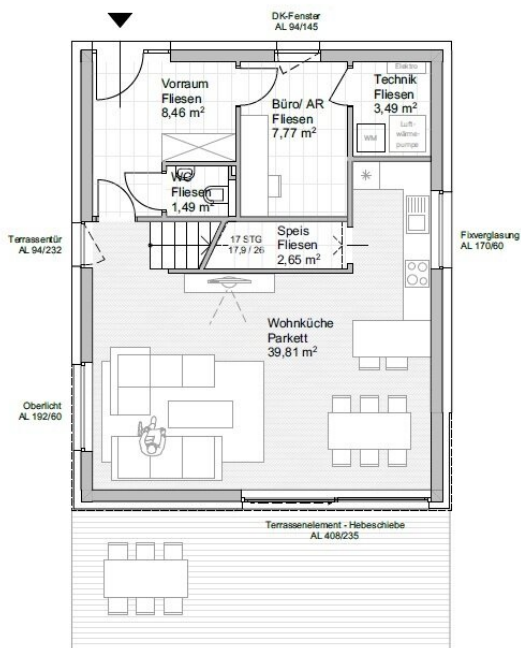 DK-Fenster
AL 94/145
Elektro
Vorraum
Fliesen
8,46 m²
Büro/ AR
Fliesen
7,77 m²
Technik
Fliesen
3,49 m²
WM
Luft-
wärme-
pumpe
WC
Fliesen
1,49 m²
Terrassentür
AL 94/232
17 STG
17,9 / 26
Speis
Fliesen
2,65 m²
Fixverglasung
AL 170/60
Wohnküche
Parkett
39,81 m²
Oberlicht
AL 192/60
Terrassenelement - Hebeschiebe
AL 408/235